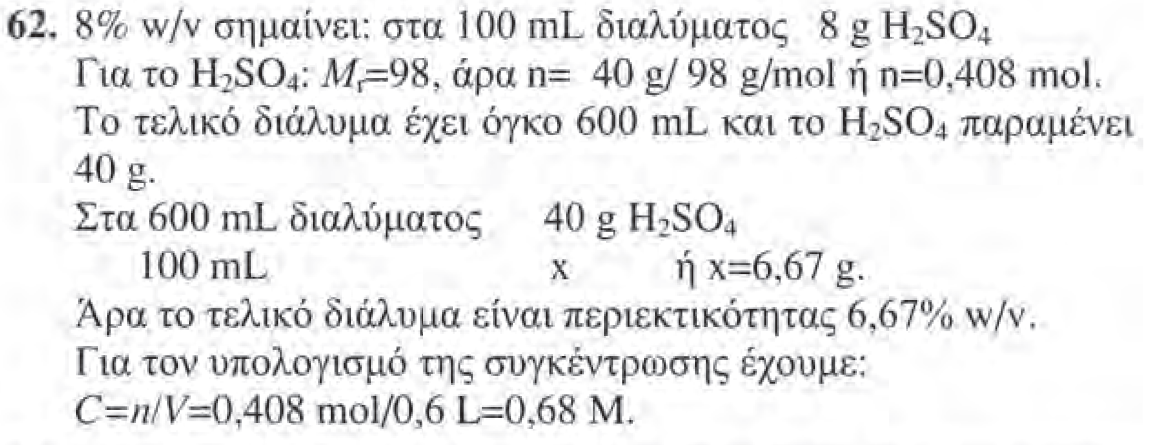 62. 8% w/v σημαίνει: στα 100 mL διαλύματος 8 g H₂SO₄
Για το H₂SO₄: Mᵣ=98, άρα n= 40 g/ 98 g/mol ή n=0,408 mol.
Το τελικό διάλυμα έχει όγκο 600 mL και το H₂SO₄ παραμένει
40 g.
Στα 600 mL διαλύματος 40 g H₂SO₄
100 mL x ή x=6,67 g.
Άρα το τελικό διάλυμα είναι περιεκτικότητας 6,67% w/v.
Για τον υπολογισμό της συγκέντρωσης έχουμε:
C=n/V=0,408 mol/0,6 L=0,68 M.